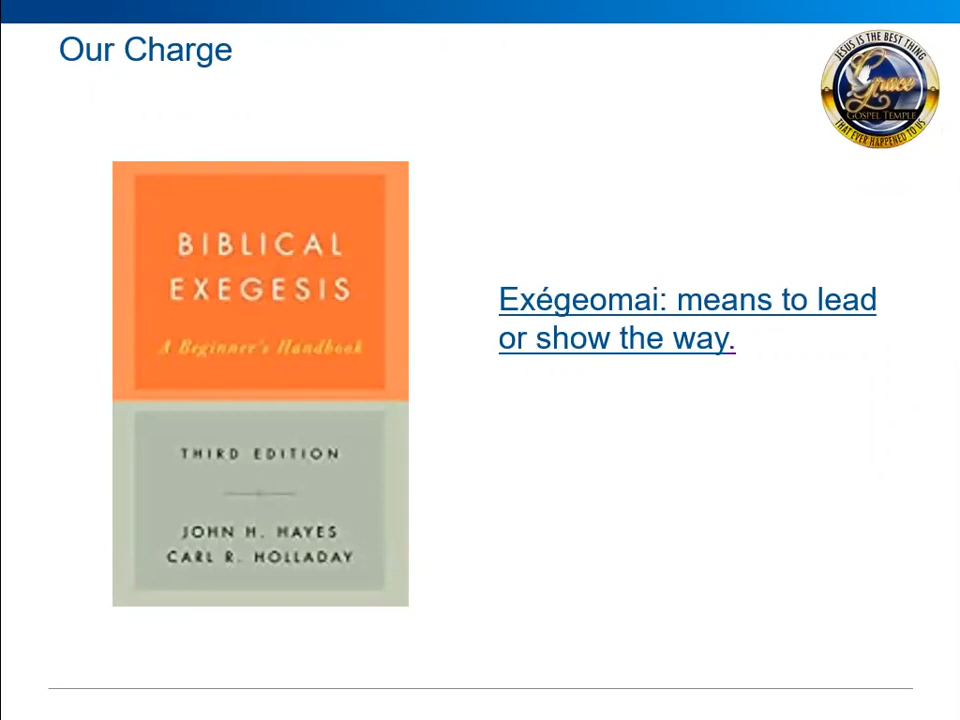 Our Charge
JESUS IS THE BEST THING
Grace
GOSPEL TEMPLE
THAT EVER HAPPENED TO US
BIBLICAL
EXEGESIS
A Beginner's Handbook
THIRD EDITION
JOHN H. HAYES
CARL R. HOLLADAY
Exégeomai: means to lead
or show the way.